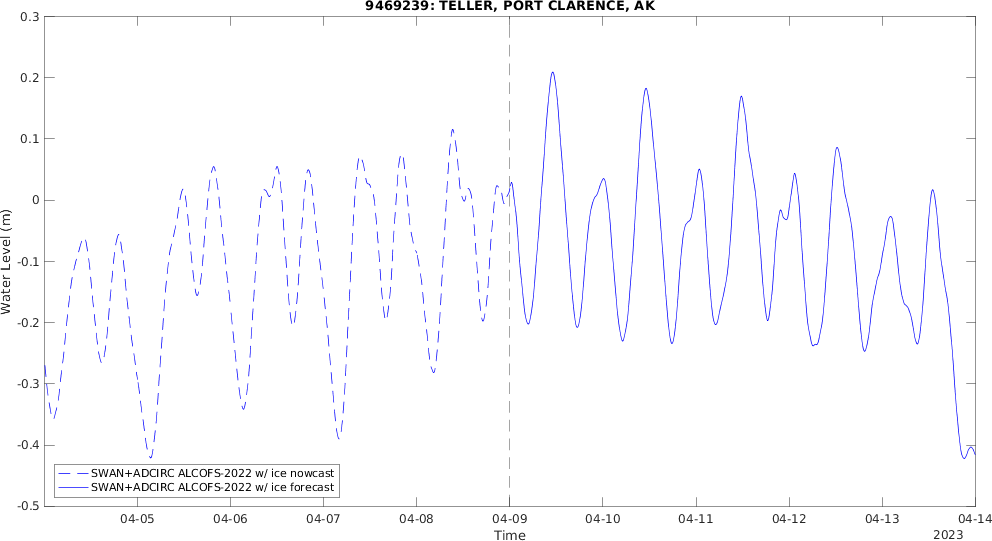 9469239: TELLER, PORT CLARENCE, AK
0.3
0.2
0.1
0
-0.1
-0.2
-0.3
-0.4
-0.5
Water Level (m)
SWAN+ADCIRC ALCOFS-2022 w/ ice nowcast
SWAN+ADCIRC ALCOFS-2022 w/ ice forecast
04-05 04-06 04-07 04-08 04-09 04-10 04-11 04-12 04-13 04-14
Time
2023